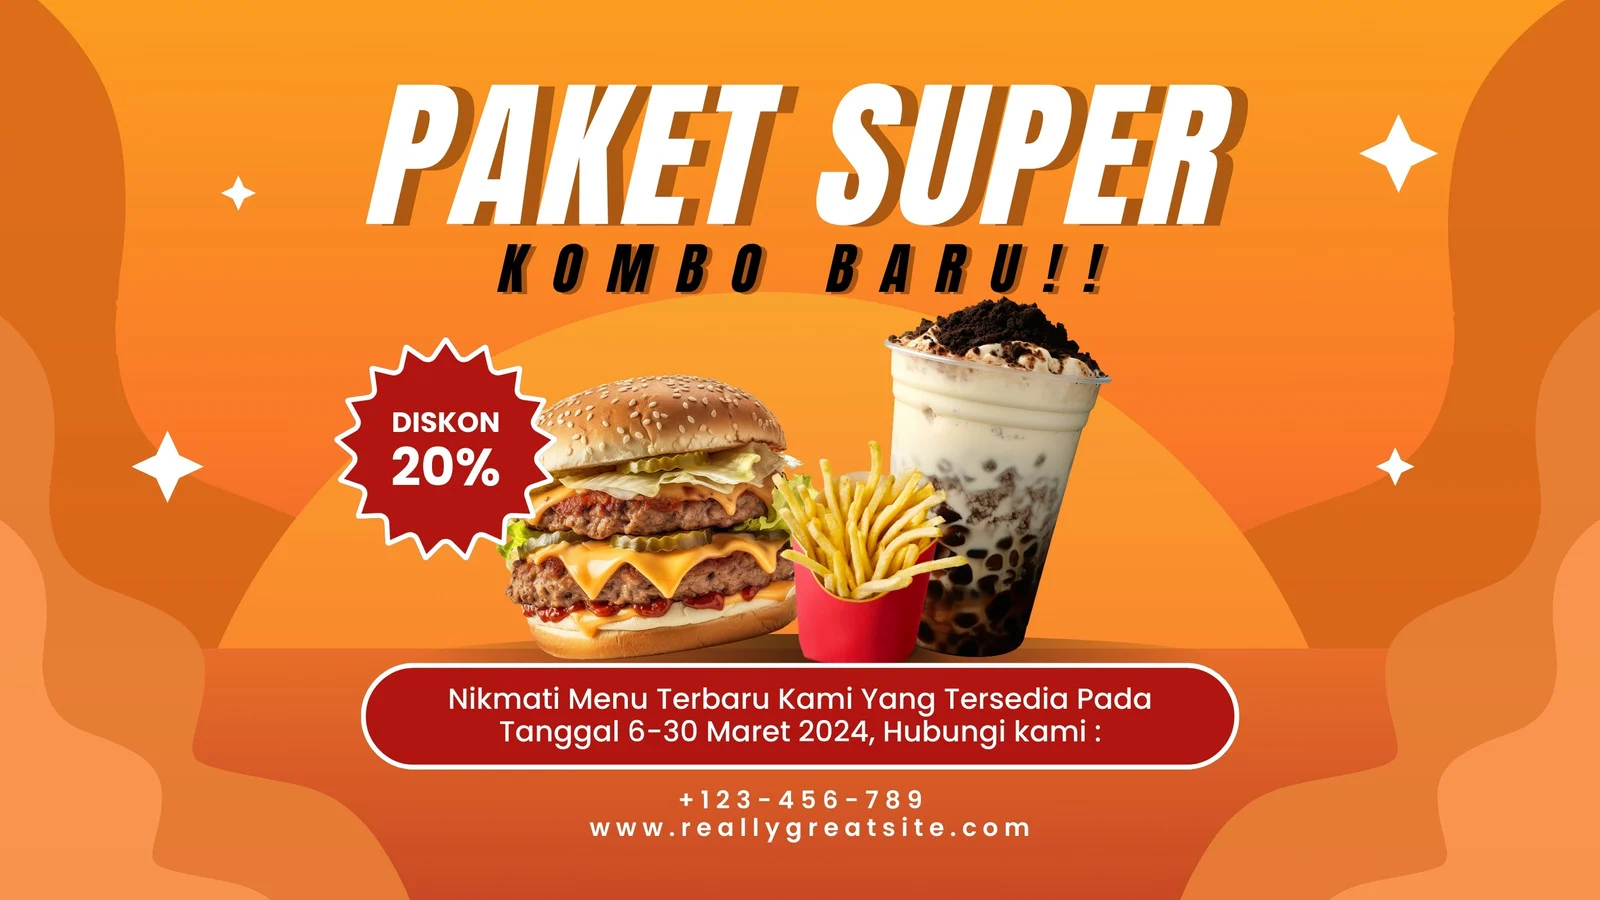 PAKET SUPER
KOMBO BARU!!
DISKON
20%
Nikmati Menu Terbaru Kami Yang Tersedia Pada
Tanggal 6-30 Maret 2024, Hubungi kami :
+123-456-789
www.reallygreatsite.com